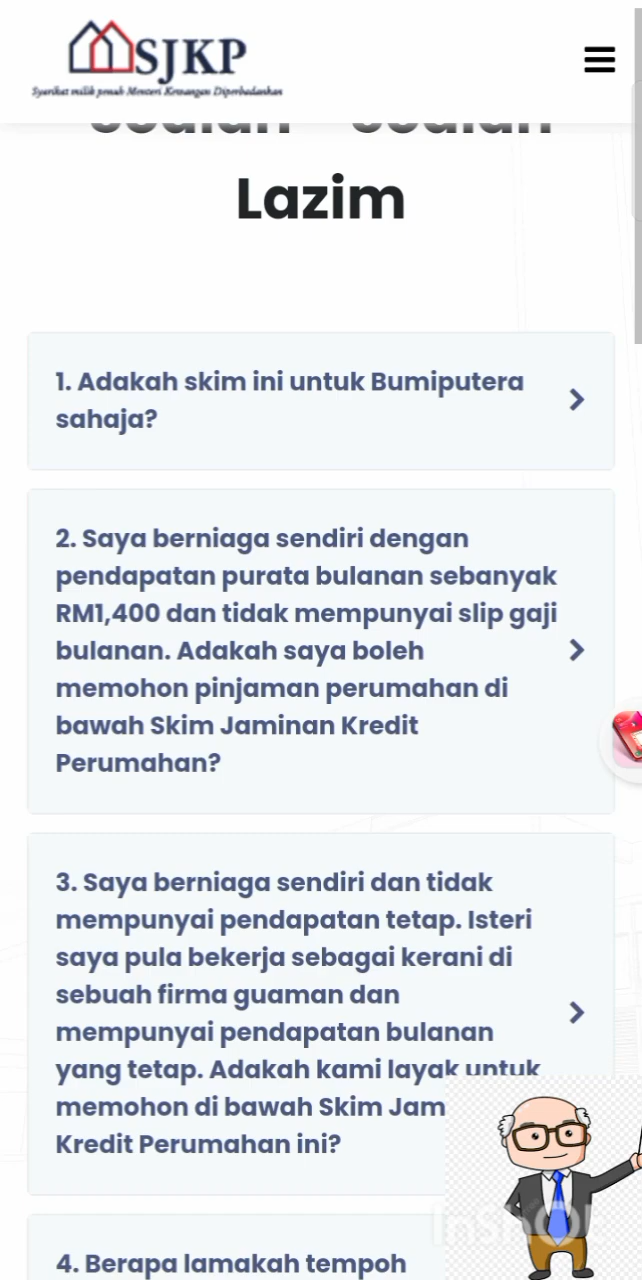 SJKP
Syarikat milik penuh Menteri Kewangan Diperbadankan
Soalan - Soalan
Lazim
1. Adakah skim ini untuk Bumiputera
sahaja?
2. Saya berniaga sendiri dengan
pendapatan purata bulanan sebanyak
RM1,400 dan tidak mempunyai slip gaji
bulanan. Adakah saya boleh
memohon pinjaman perumahan di
bawah Skim Jaminan Kredit
Perumahan?
3. Saya berniaga sendiri dan tidak
mempunyai pendapatan tetap. Isteri
saya pula bekerja sebagai kerani di
sebuah firma guaman dan
mempunyai pendapatan bulanan
yang tetap. Adakah kami layak untuk
memohon di bawah Skim Jam
Kredit Perumahan ini?
4. Berapa lamakah tempoh
InShOt